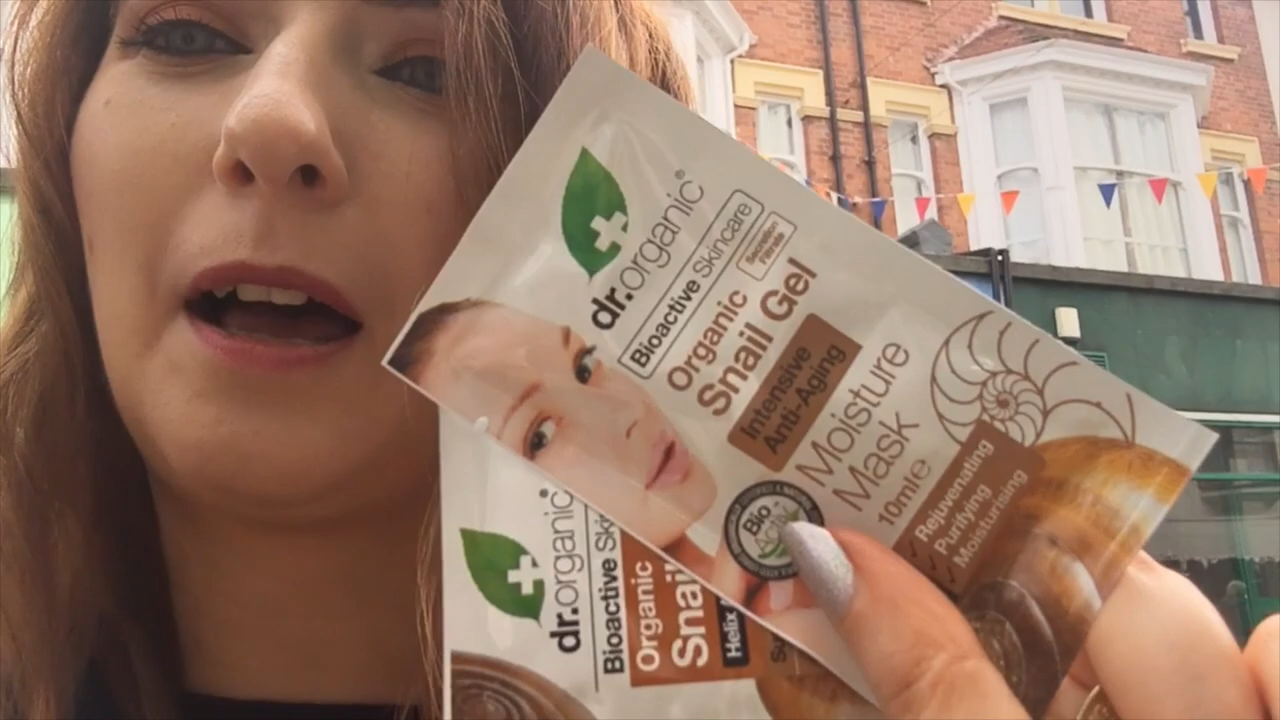 dr.organic®
Bioactive Skincare
Secretion
Filtrate
Organic
Snail Gel
Intensive
Anti-Aging
Moisture
Mask
10ml℮
Rejuvenating
Purifying
Moisturising
Bio
dr.organic®
Bioactive Ski
Organic
Snail
Helix